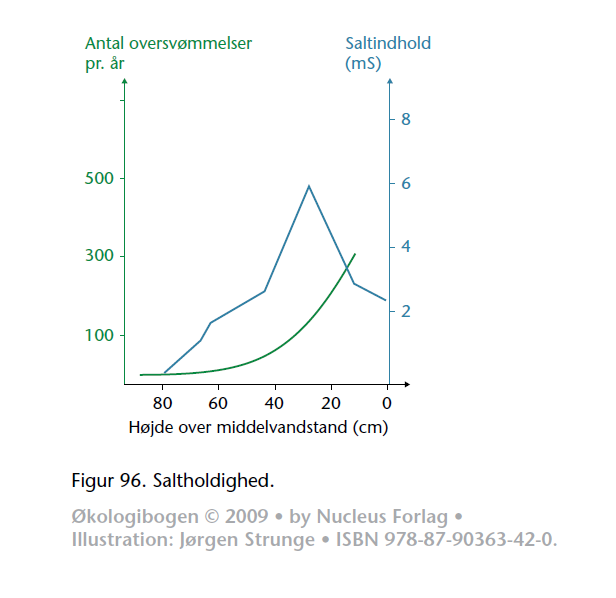 Antal oversvømmelser
pr. år
Saltindhold
(mS)
8
500
6
300
4
2
100
80 60 40 20 0
Højde over middelvandstand (cm)
Figur 96. Saltholdighed.
Økologibogen © 2009 • by Nucleus Forlag •
Illustration: Jørgen Strunge • ISBN 978-87-90363-42-0.